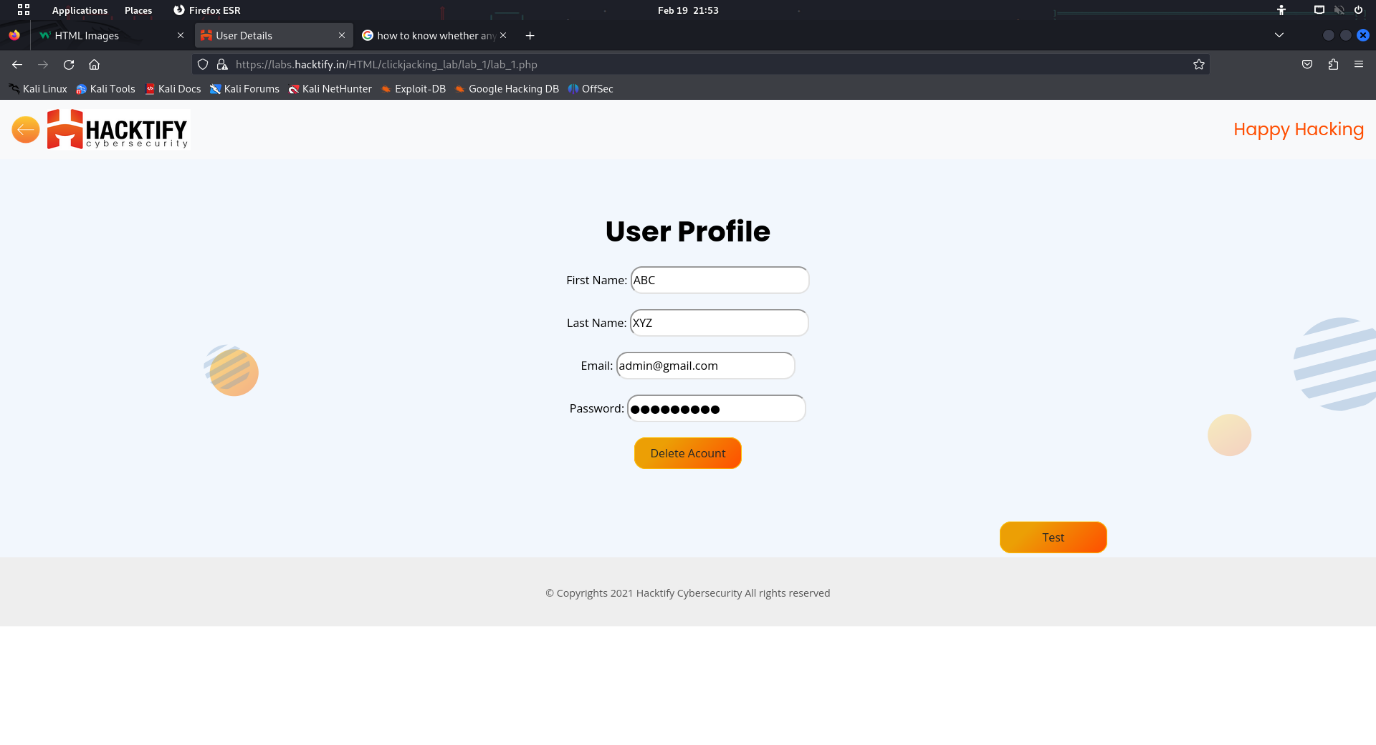 Applications Places Firefox ESR Feb 19 21:53
HTML Images User Details how to know whether any
https://labs.hacktify.in/HTML/clickjacking_lab/lab_1/lab_1.php
Kali Linux Kali Tools Kali Docs Kali Forums Kali NetHunter Exploit-DB Google Hacking DB OffSec
HACKTIFY
cybersecurity
Happy Hacking
User Profile
First Name: ABC
Last Name: XYZ
Email: admin@gmail.com
Password: ●●●●●●●●●
Delete Acount
Test
© Copyrights 2021 Hacktify Cybersecurity All rights reserved